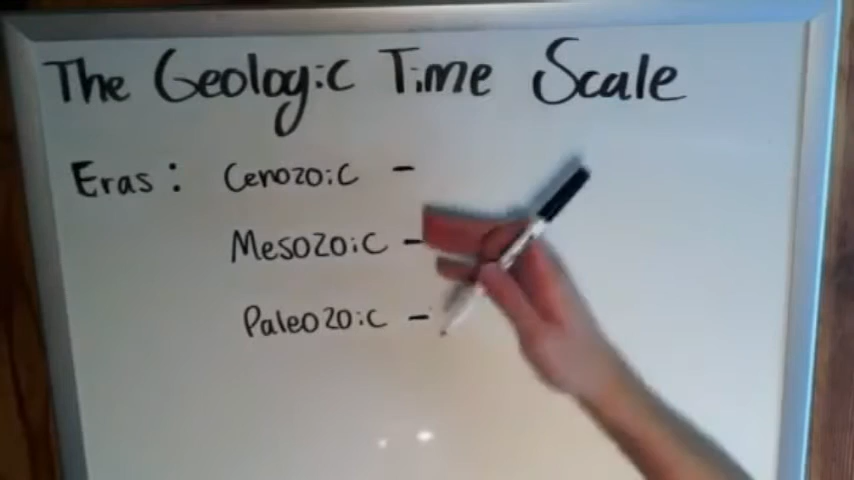 The Geologic Time Scale
Eras: Cenozoic -
Mesozoic -
Paleozoic -